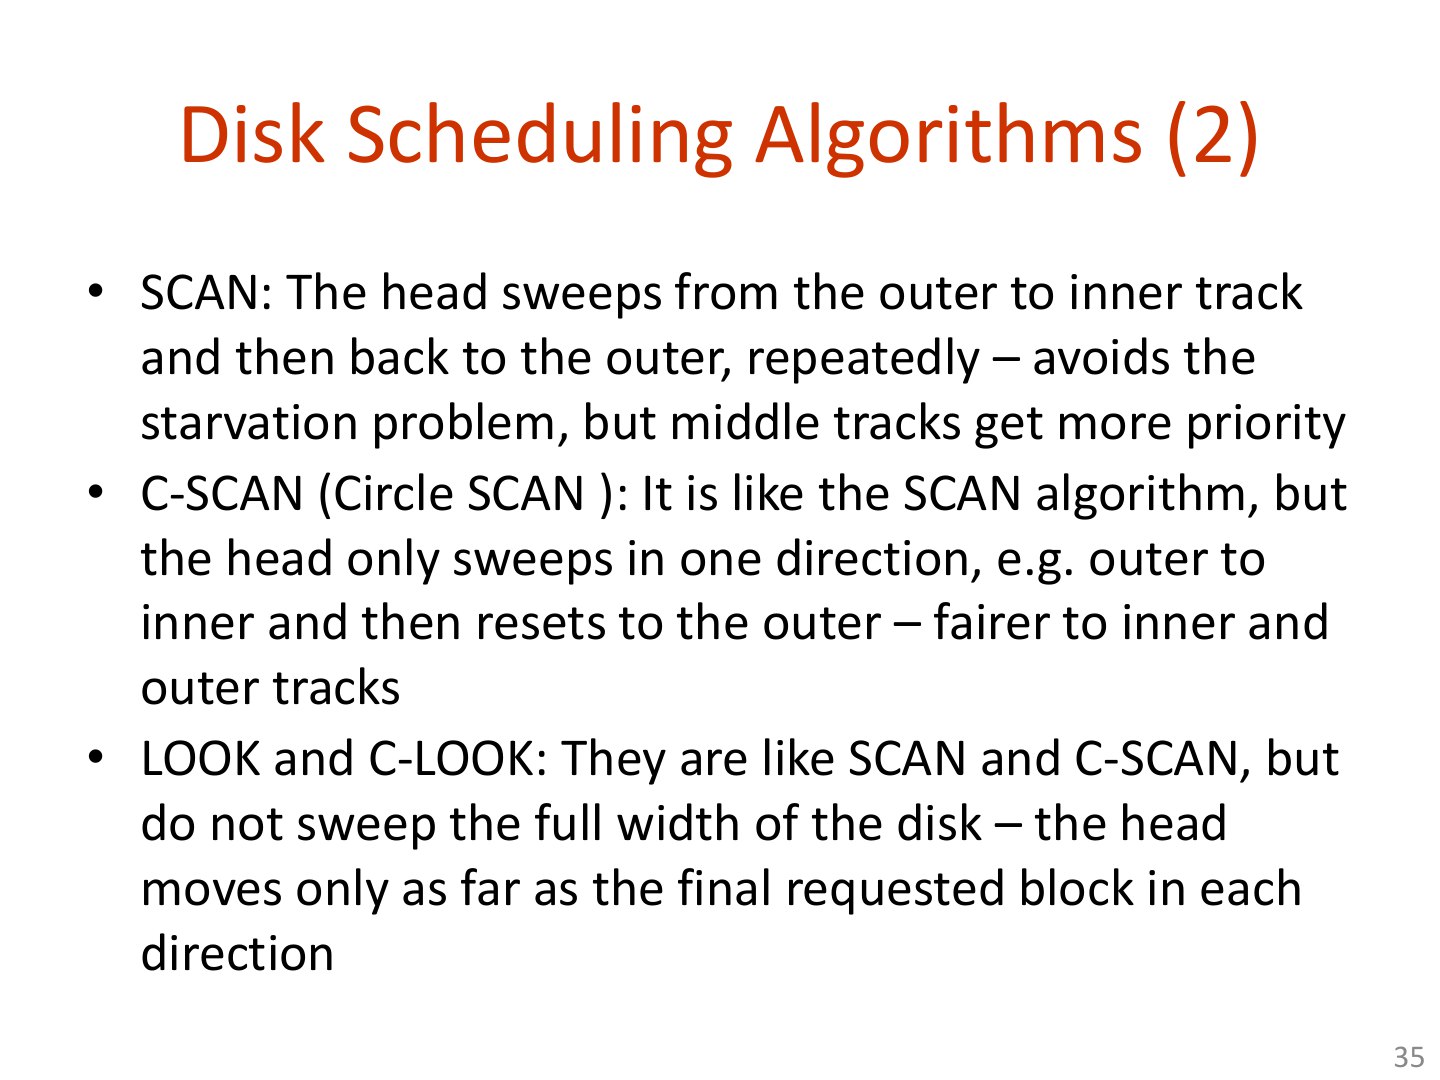 Disk Scheduling Algorithms (2)
• SCAN: The head sweeps from the outer to inner track
and then back to the outer, repeatedly – avoids the
starvation problem, but middle tracks get more priority
• C-SCAN (Circle SCAN ): It is like the SCAN algorithm, but
the head only sweeps in one direction, e.g. outer to
inner and then resets to the outer – fairer to inner and
outer tracks
• LOOK and C-LOOK: They are like SCAN and C-SCAN, but
do not sweep the full width of the disk – the head
moves only as far as the final requested block in each
direction
35